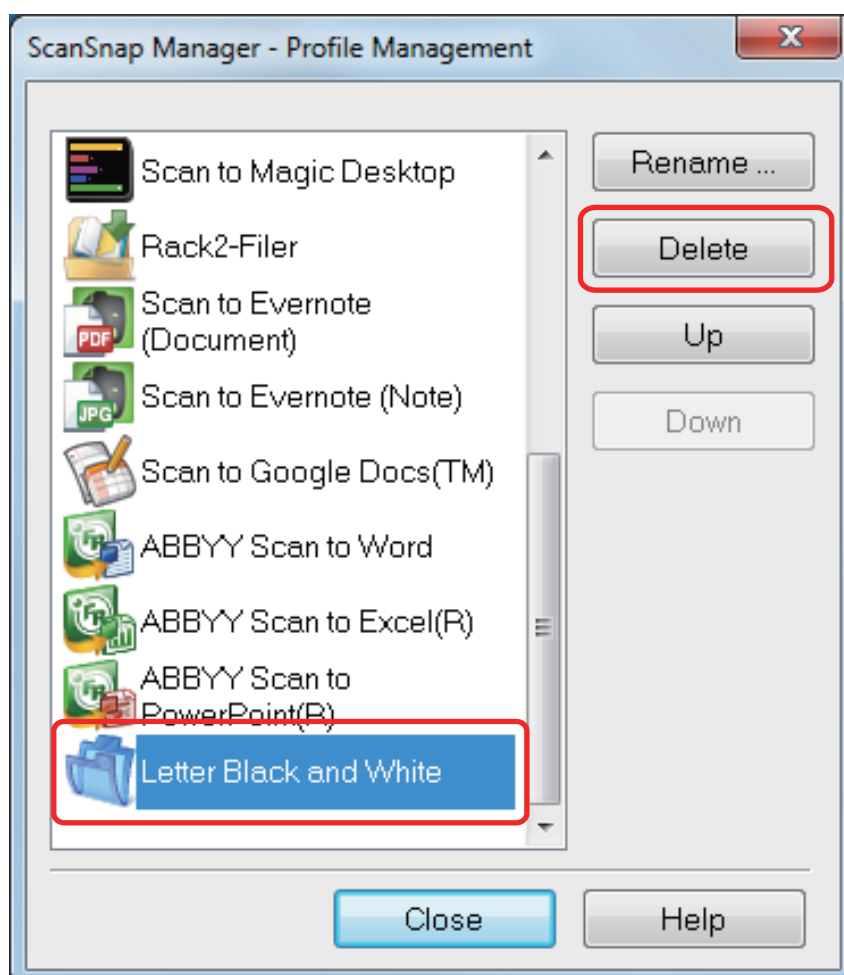 ScanSnap Manager - Profile Management
Scan to Magic Desktop
Rack2-Filer
Scan to Evernote
(Document)
PDF
Scan to Evernote (Note)
JPG
Scan to Google Docs(TM)
ABBYY Scan to Word
ABBYY Scan to Excel(R)
ABBYY Scan to
PowerPoint(R)
Letter Black and White
Rename ...
Delete
Up
Down
Close
Help